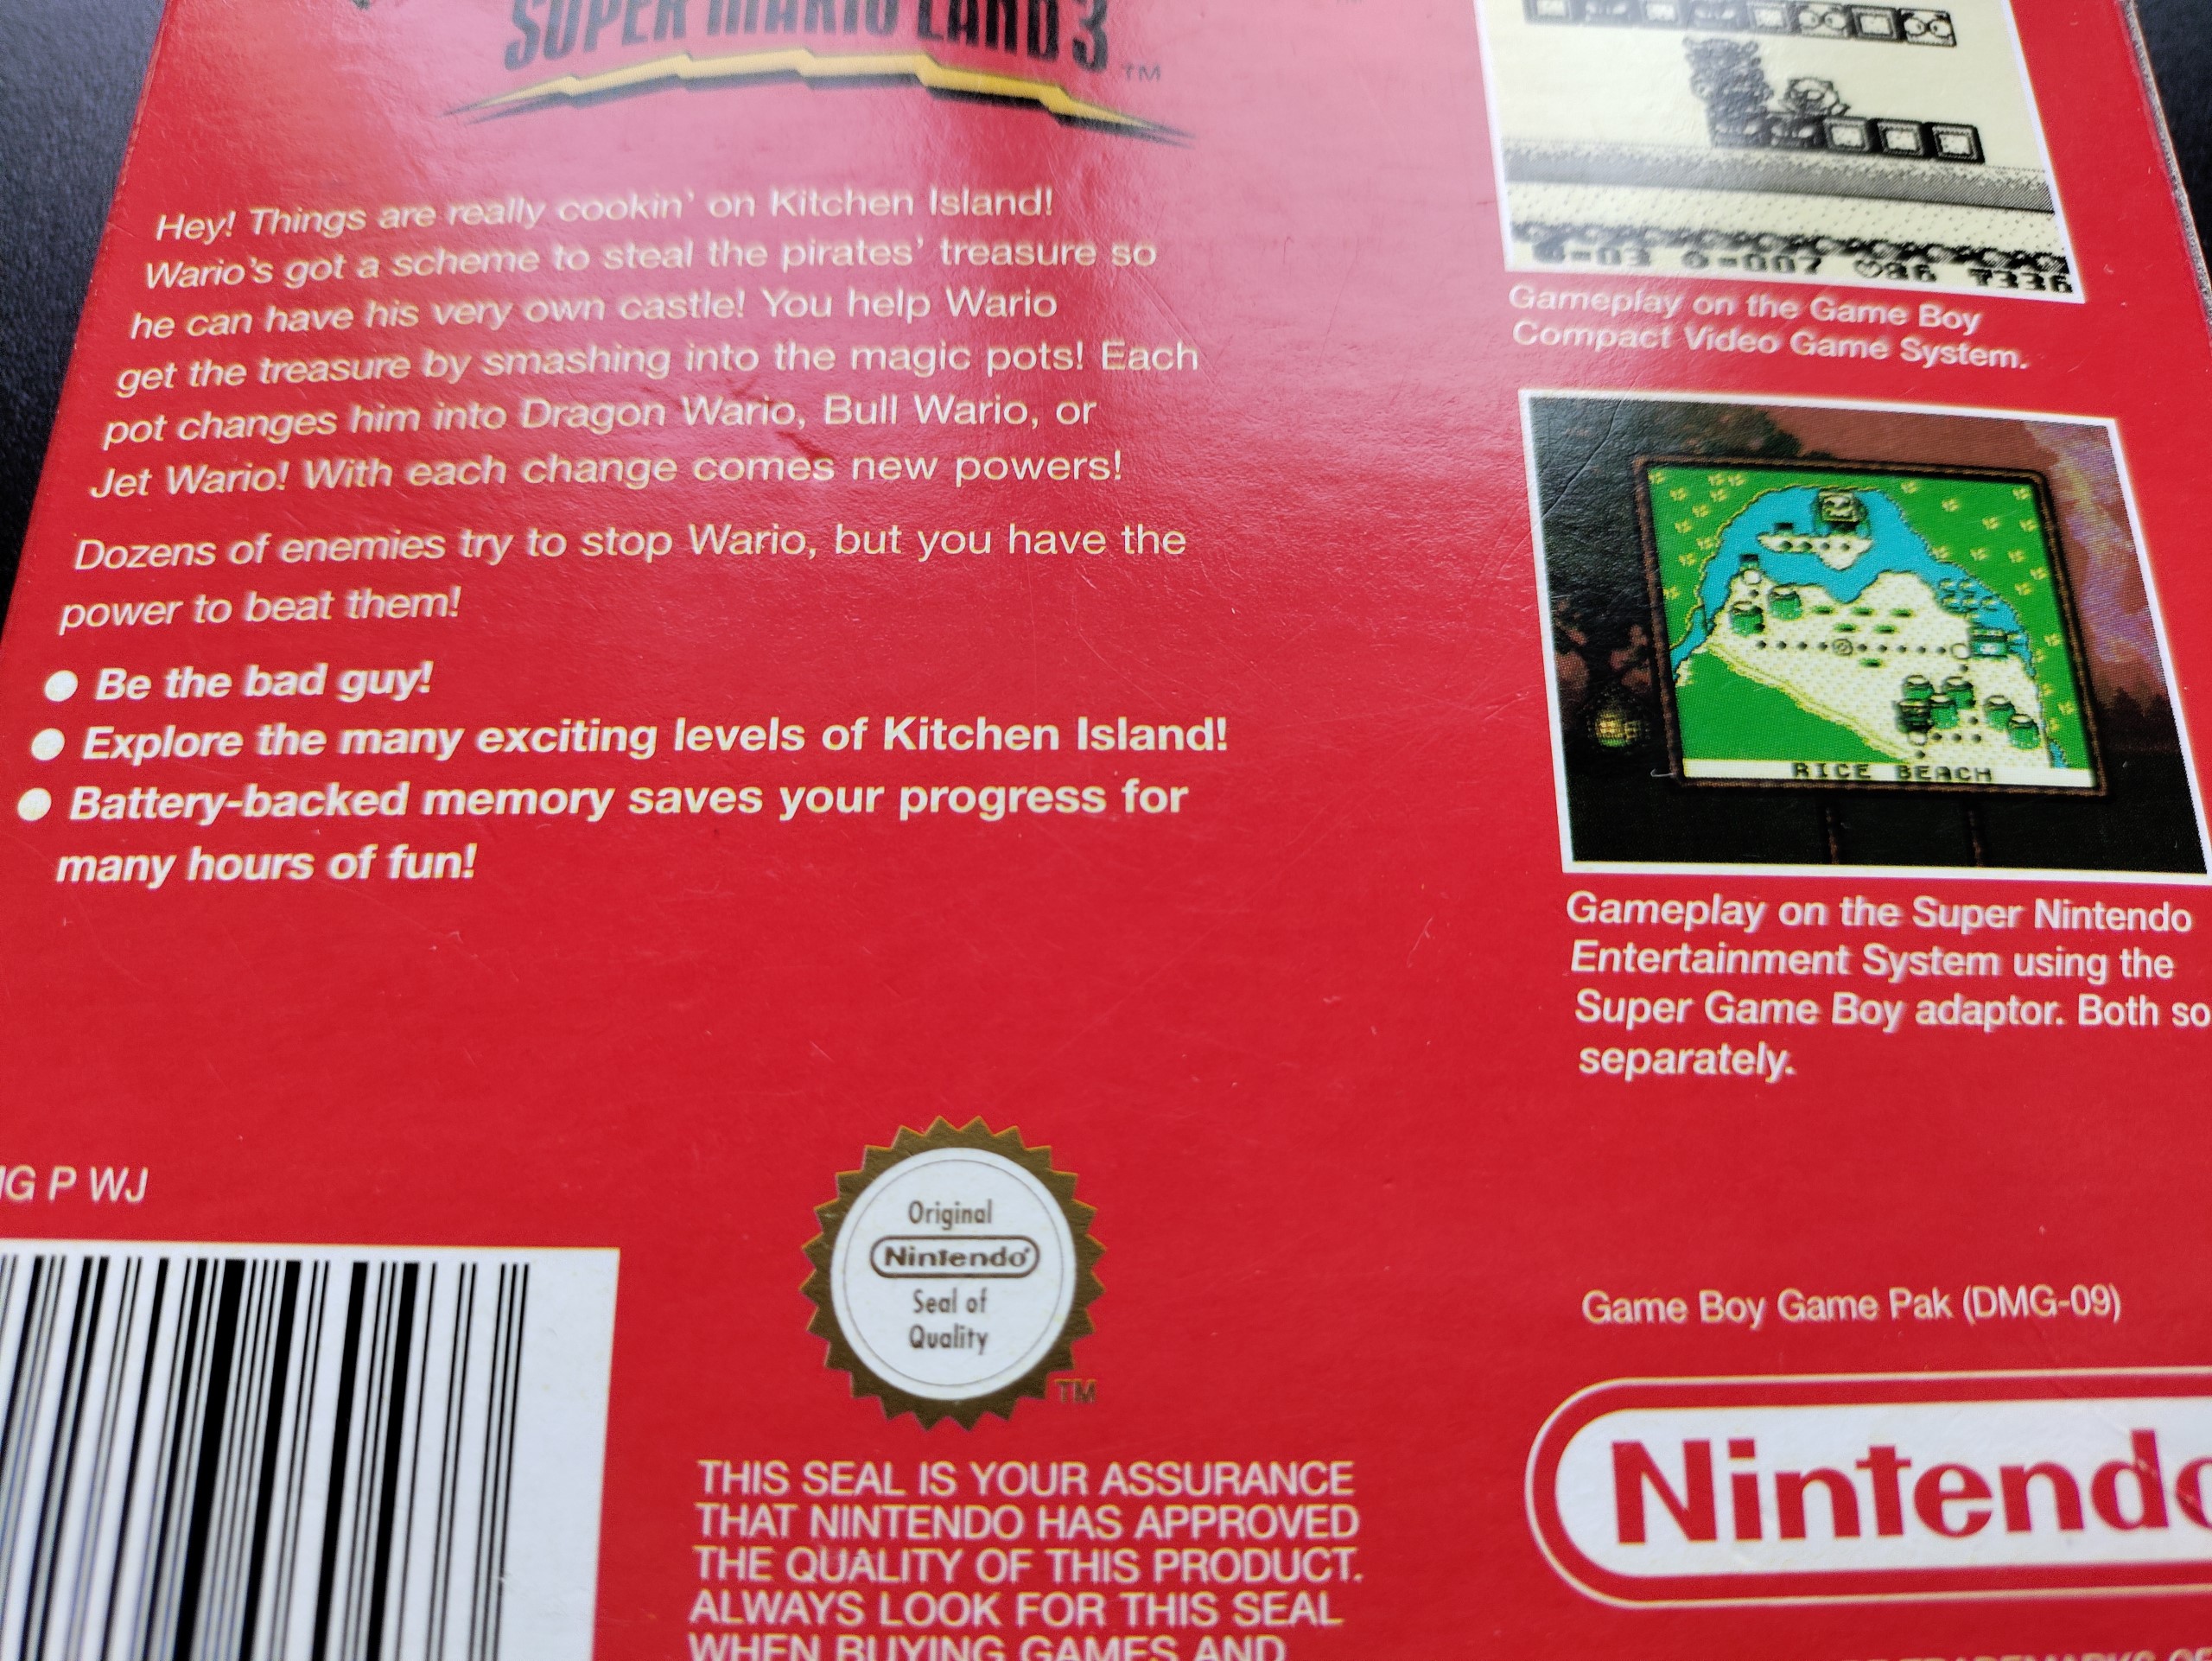 SUPER MARIO LAND 3
TM
Hey! Things are really cookin' on Kitchen Island!
Wario's got a scheme to steal the pirates' treasure so
he can have his very own castle! You help Wario
get the treasure by smashing into the magic pots! Each
pot changes him into Dragon Wario, Bull Wario, or
Jet Wario! With each change comes new powers!
Dozens of enemies try to stop Wario, but you have the
power to beat them!
● Be the bad guy!
● Explore the many exciting levels of Kitchen Island!
● Battery-backed memory saves your progress for
many hours of fun!
Gameplay on the Game Boy
Compact Video Game System.
RICE BEACH
Gameplay on the Super Nintendo
Entertainment System using the
Super Game Boy adaptor. Both so
separately.
G P WJ
Original
Nintendo
Seal of
Quality
TM
THIS SEAL IS YOUR ASSURANCE
THAT NINTENDO HAS APPROVED
THE QUALITY OF THIS PRODUCT.
ALWAYS LOOK FOR THIS SEAL
WHEN BUYING GAMES AND
Game Boy Game Pak (DMG-09)
Nintendo